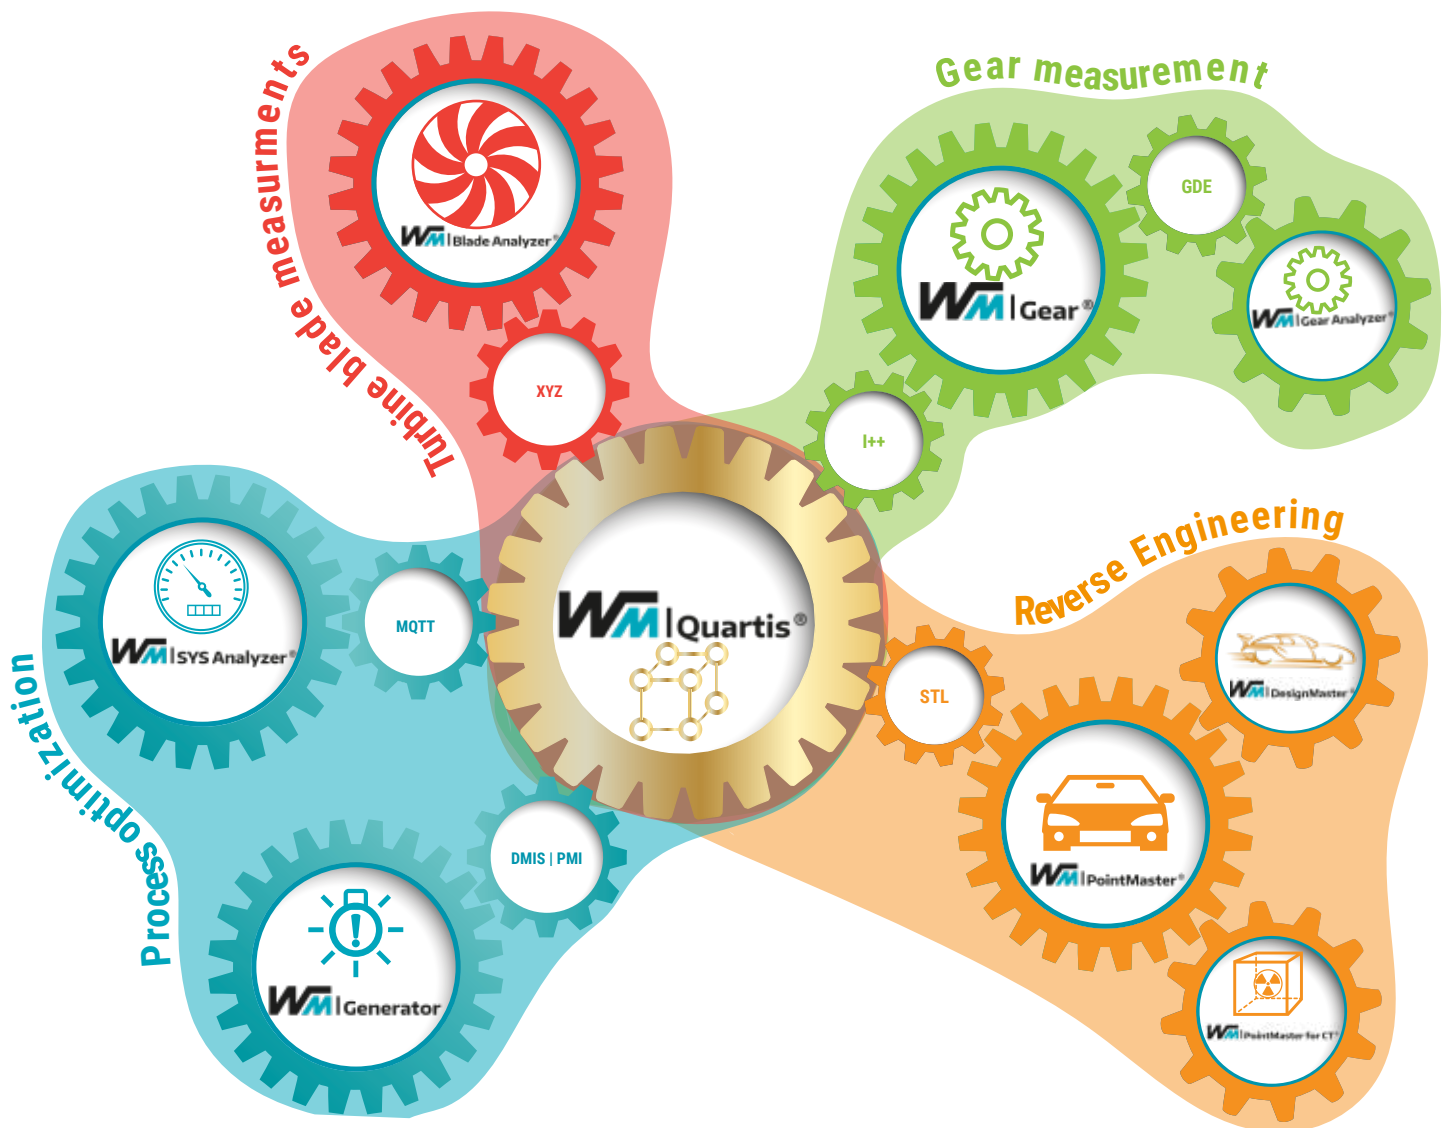 Turbine blade measurments
WM|Blade Analyzer®
XYZ
Gear measurement
WM|Gear®
GDE
WM|Gear Analyzer®
I++
WM|Quartis®
Process optimization
WM|SYS Analyzer®
MQTT
DMIS | PMI
WM|Generator
Reverse Engineering
STL
WM|DesignMaster®
WM|PointMaster®
WM|PointMaster for CT®